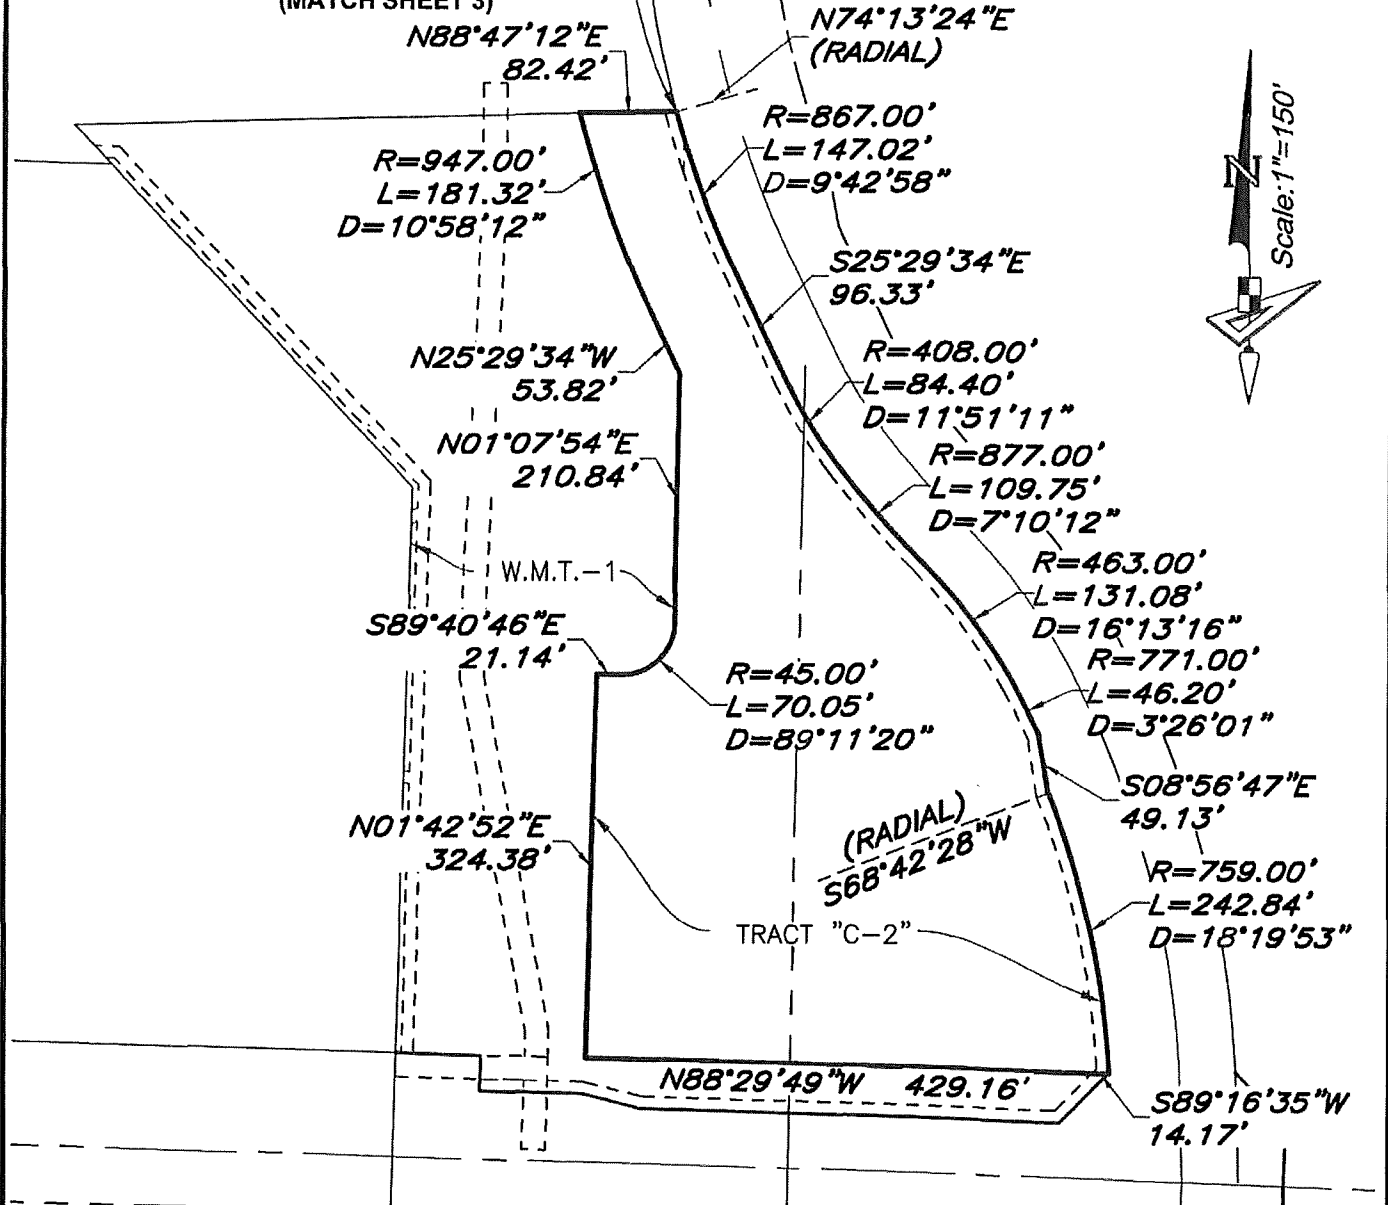 (MATCH SHEET 3)
N88°47'12"E
82.42'
N74°13'24"E
(RADIAL)
R=867.00'
L=147.02'
D=9°42'58"
R=947.00'
L=181.32'
D=10°58'12"
N
Scale:1"=150'
S25°29'34"E
96.33'
N25°29'34"W
53.82'
R=408.00'
L=84.40'
D=11°51'11"
N01°07'54"E
210.84'
R=877.00'
L=109.75'
D=7°10'12"
W.M.T.-1
R=463.00'
L=131.08'
D=16°13'16"
S89°40'46"E
21.14'
R=45.00'
L=70.05'
D=89°11'20"
R=771.00'
L=46.20'
D=3°26'01"
S08°56'47"E
49.13'
N01°42'52"E
324.38'
(RADIAL)
S68°42'28"W
R=759.00'
L=242.84'
D=18°19'53"
TRACT "C-2"
N88°29'49"W 429.16'
S89°16'35"W
14.17'